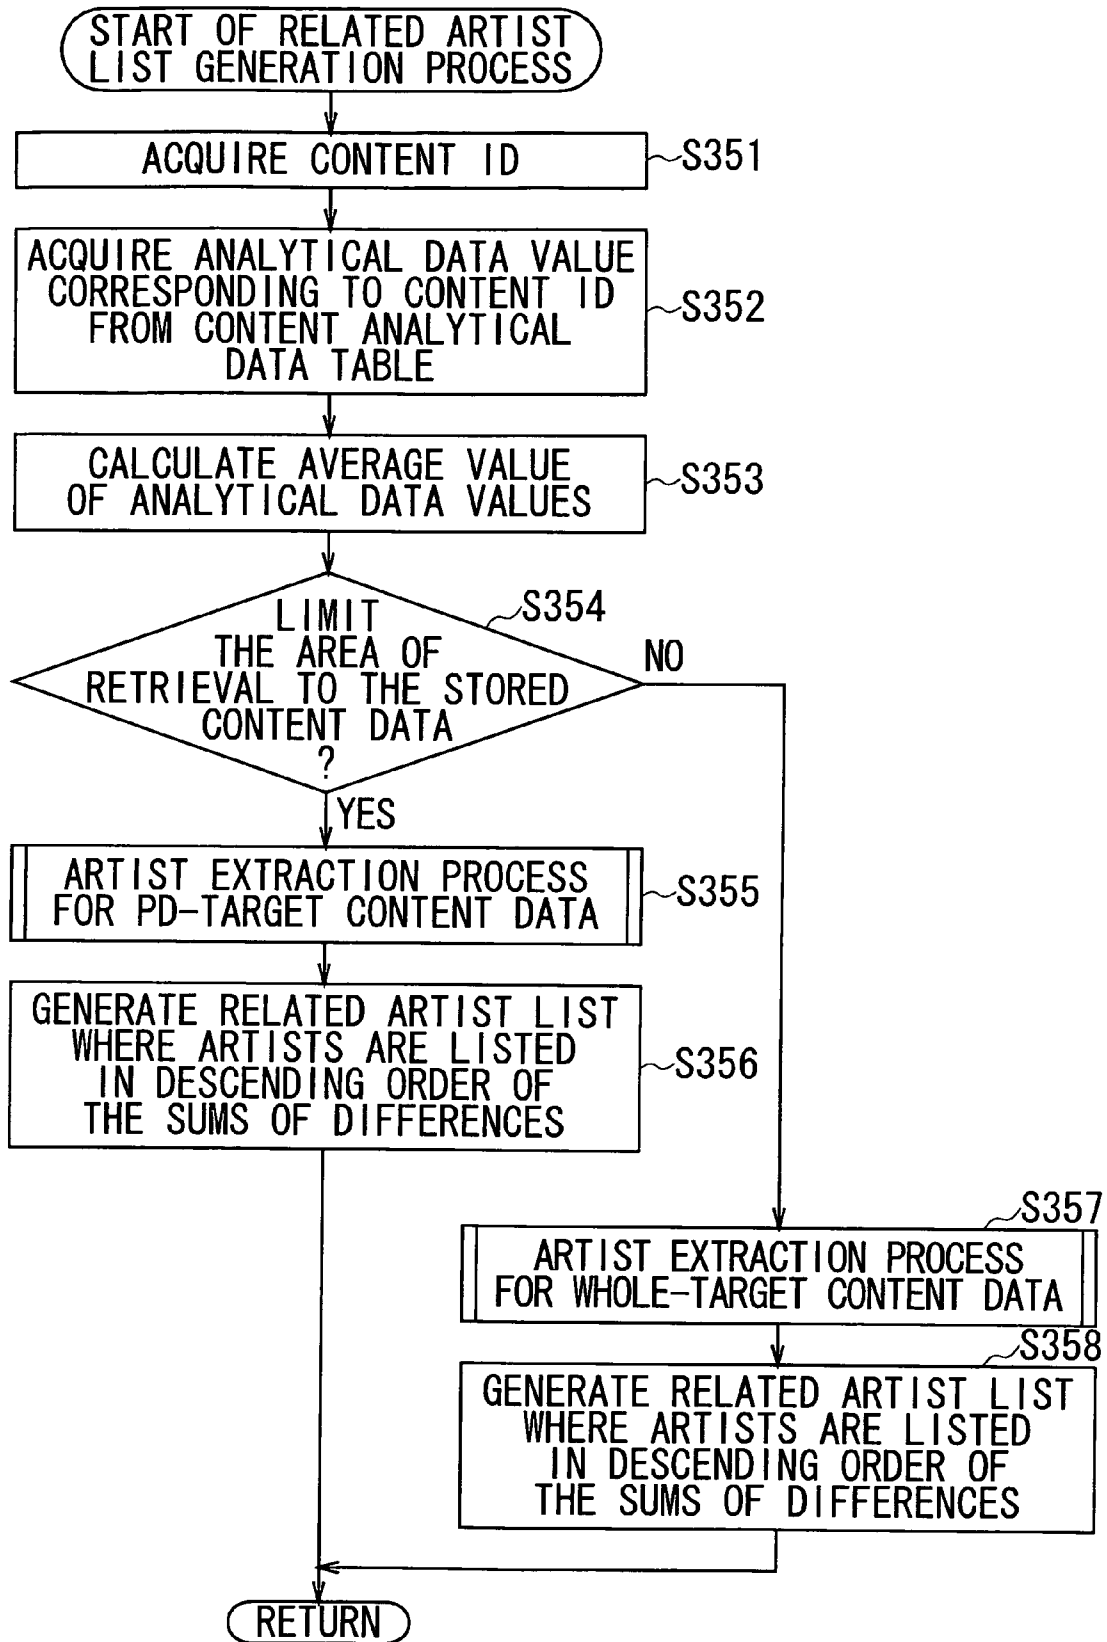 START OF RELATED ARTIST
LIST GENERATION PROCESS
ACQUIRE CONTENT ID
S351
ACQUIRE ANALYTICAL DATA VALUE
CORRESPONDING TO CONTENT ID
FROM CONTENT ANALYTICAL
DATA TABLE
S352
CALCULATE AVERAGE VALUE
OF ANALYTICAL DATA VALUES
S353
S354
LIMIT
THE AREA OF
RETRIEVAL TO THE STORED
CONTENT DATA
?
NO
YES
ARTIST EXTRACTION PROCESS
FOR PD-TARGET CONTENT DATA
S355
GENERATE RELATED ARTIST LIST
WHERE ARTISTS ARE LISTED
IN DESCENDING ORDER OF
THE SUMS OF DIFFERENCES
S356
S357
ARTIST EXTRACTION PROCESS
FOR WHOLE-TARGET CONTENT DATA
S358
GENERATE RELATED ARTIST LIST
WHERE ARTISTS ARE LISTED
IN DESCENDING ORDER OF
THE SUMS OF DIFFERENCES
RETURN